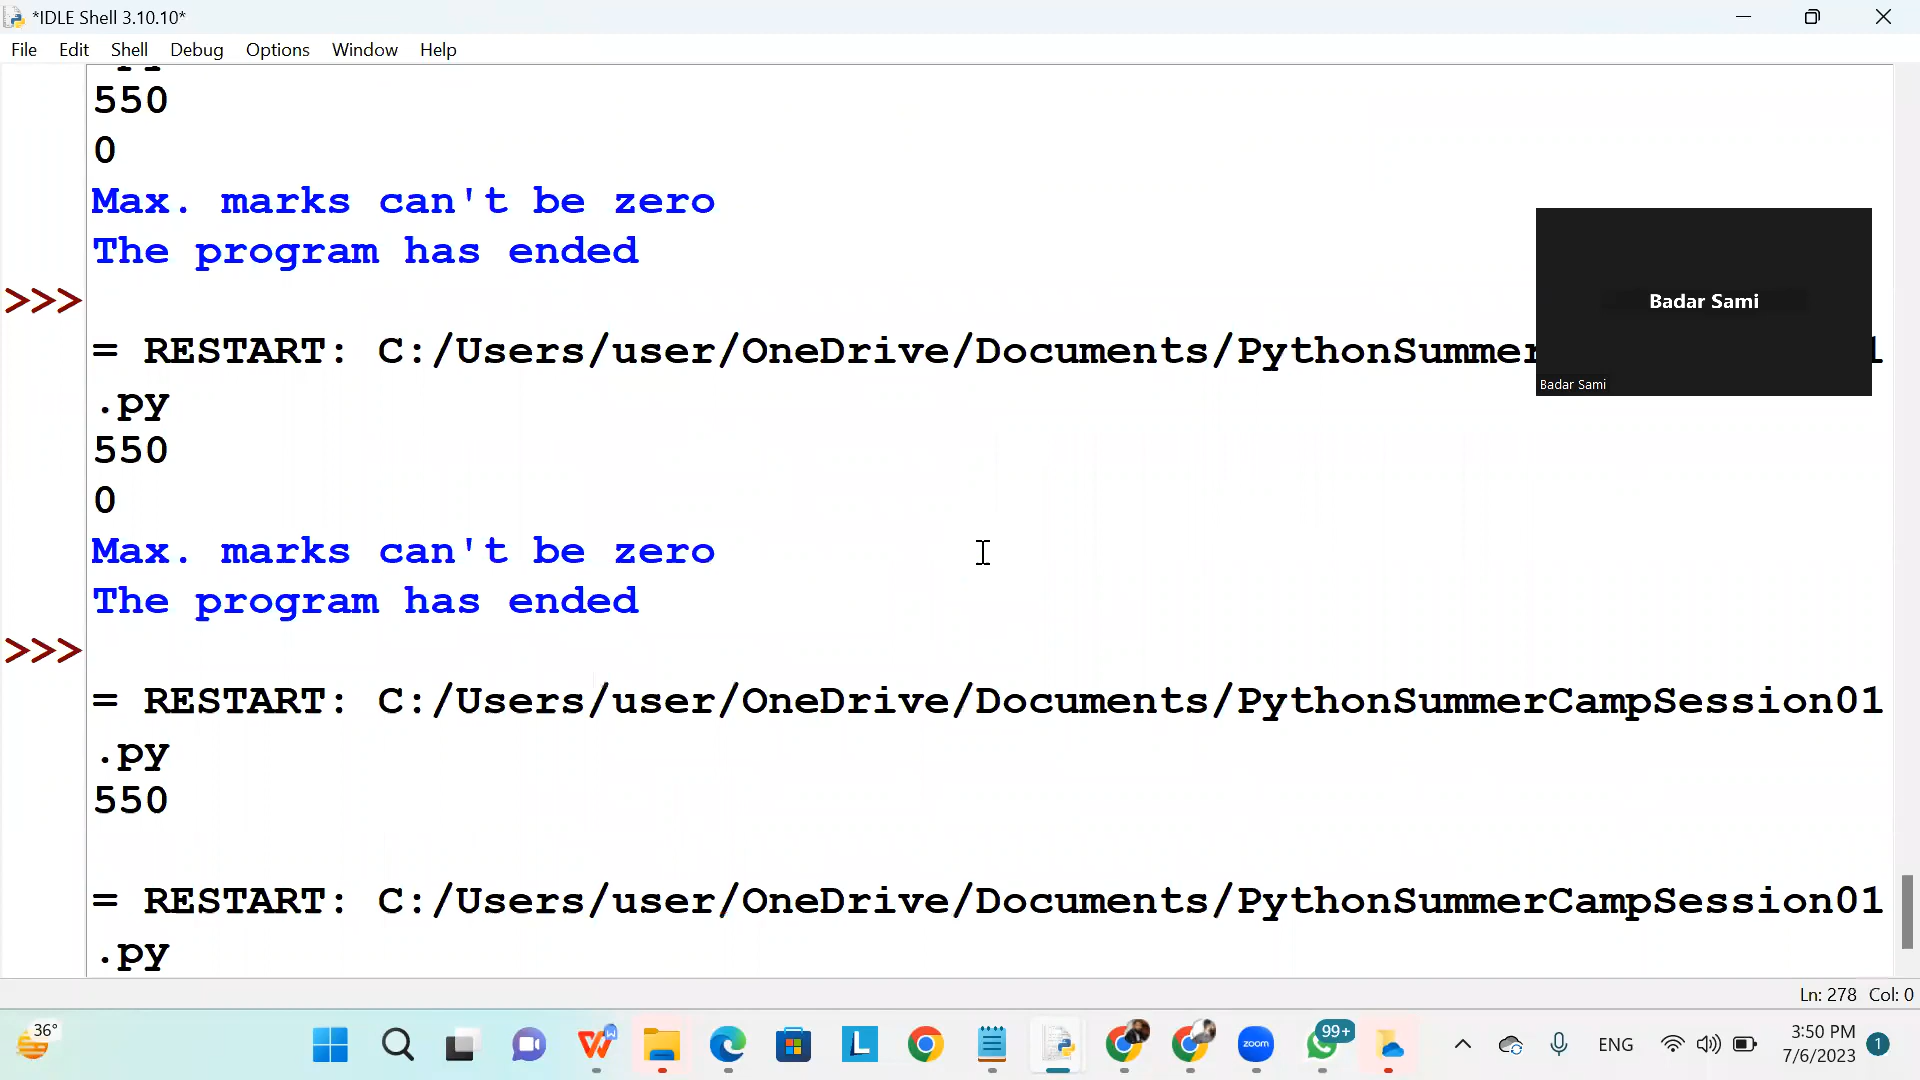 *IDLE Shell 3.10.10*
File Edit Shell Debug Options Window Help
550
0
Max. marks can't be zero
The program has ended
>>>
Badar Sami
= RESTART: C:/Users/user/OneDrive/Documents/PythonSummer
1
Badar Sami
.py
550
0
Max. marks can't be zero
The program has ended
>>>
= RESTART: C:/Users/user/OneDrive/Documents/PythonSummerCampSession01
.py
550
= RESTART: C:/Users/user/OneDrive/Documents/PythonSummerCampSession01
.py
Ln: 278 Col: 0
36°
W
L
zoom
99+
ENG
3:50 PM
7/6/2023
1